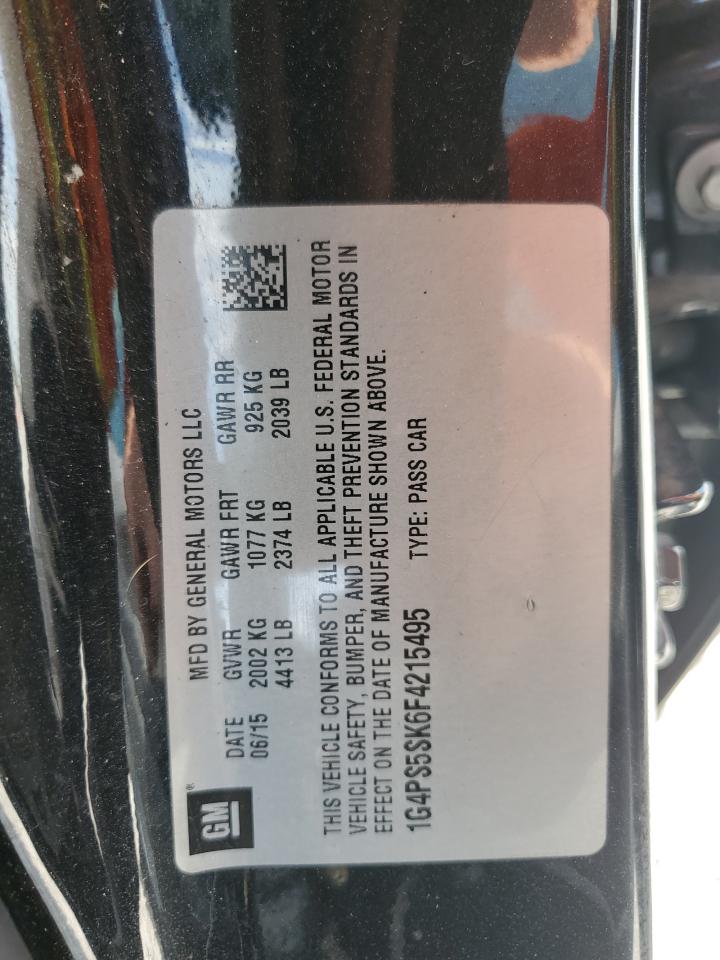 GM®
MFD BY GENERAL MOTORS LLC
DATE GVWR GAWR FRT GAWR RR
06/15 2002 KG 1077 KG 925 KG
4413 LB 2374 LB 2039 LB
THIS VEHICLE CONFORMS TO ALL APPLICABLE U.S. FEDERAL MOTOR
VEHICLE SAFETY, BUMPER, AND THEFT PREVENTION STANDARDS IN
EFFECT ON THE DATE OF MANUFACTURE SHOWN ABOVE.
1G4PS5SK6F4215495 TYPE: PASS CAR